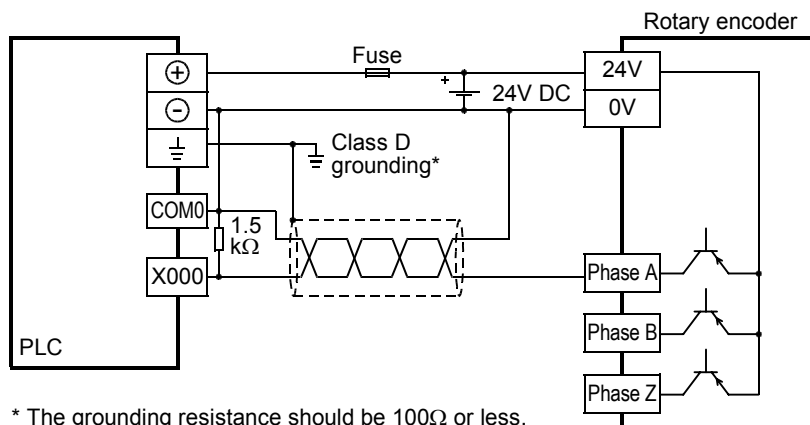 Rotary encoder
Fuse
24V
+
24V DC
0V
Class D
grounding*
COM0
1.5
kΩ
X000
Phase A
Phase B
PLC
Phase Z
* The grounding resistance should be 100Ω or less.